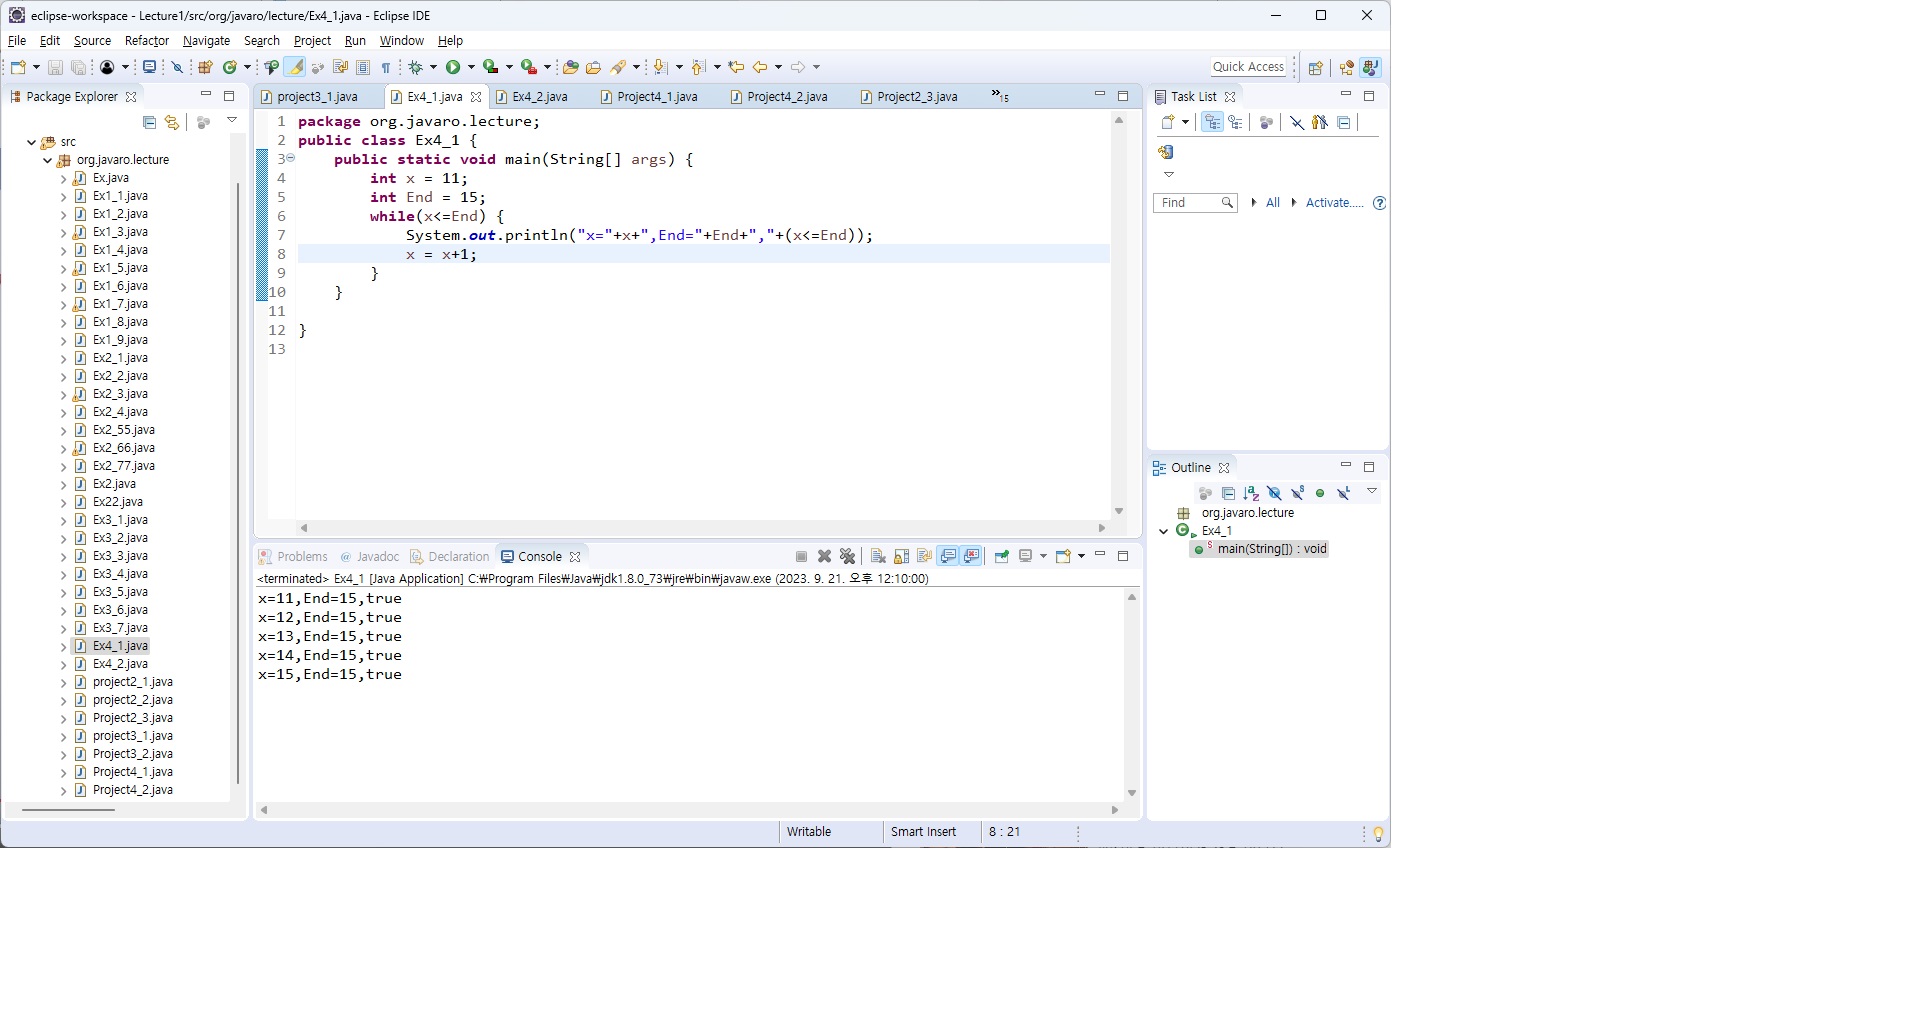 eclipse-workspace - Lecture1/src/org/javaro/lecture/Ex4_1.java - Eclipse IDE
File Edit Source Refactor Navigate Search Project Run Window Help
Quick Access
Package Explorer
src
org.javaro.lecture
Ex.java
Ex1_1.java
Ex1_2.java
Ex1_3.java
Ex1_4.java
Ex1_5.java
Ex1_6.java
Ex1_7.java
Ex1_8.java
Ex1_9.java
Ex2_1.java
Ex2_2.java
Ex2_3.java
Ex2_4.java
Ex2_55.java
Ex2_66.java
Ex2_77.java
Ex2.java
Ex22.java
Ex3_1.java
Ex3_2.java
Ex3_3.java
Ex3_4.java
Ex3_5.java
Ex3_6.java
Ex3_7.java
Ex4_1.java
Ex4_2.java
project2_1.java
project2_2.java
Project2_3.java
project3_1.java
Project3_2.java
Project4_1.java
Project4_2.java
project3_1.java Ex4_1.java Ex4_2.java Project4_1.java Project4_2.java Project2_3.java »15
1 package org.javaro.lecture;
2 public class Ex4_1 {
3 public static void main(String[] args) {
4 int x = 11;
5 int End = 15;
6 while(x<=End) {
7 System.out.println("x="+x+",End="+End+","+(x<=End));
8 x = x+1;
9 }
10 }
11
12 }
13
Problems @ Javadoc Declaration Console
<terminated> Ex4_1 [Java Application] C:₩Program Files₩Java₩jdk1.8.0_73₩jre₩bin₩javaw.exe (2023. 9. 21. 오후 12:10:00)
x=11,End=15,true
x=12,End=15,true
x=13,End=15,true
x=14,End=15,true
x=15,End=15,true
Task List
Find All Activate.....
Outline
org.javaro.lecture
Ex4_1
main(String[]) : void
Writable Smart Insert 8 : 21